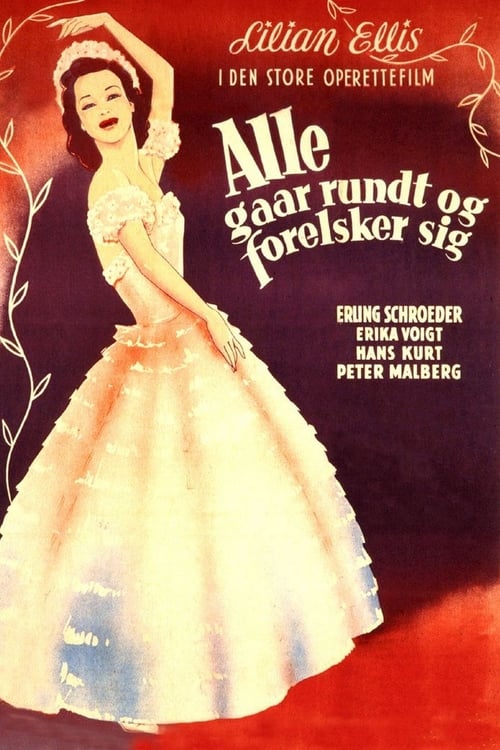 Lilian Ellis
I DEN STORE OPERETTEFILM
Alle
gaar rundt og
forelsker sig
ERLING SCHROEDER
ERIKA VOIGT
HANS KURT
PETER MALBERG